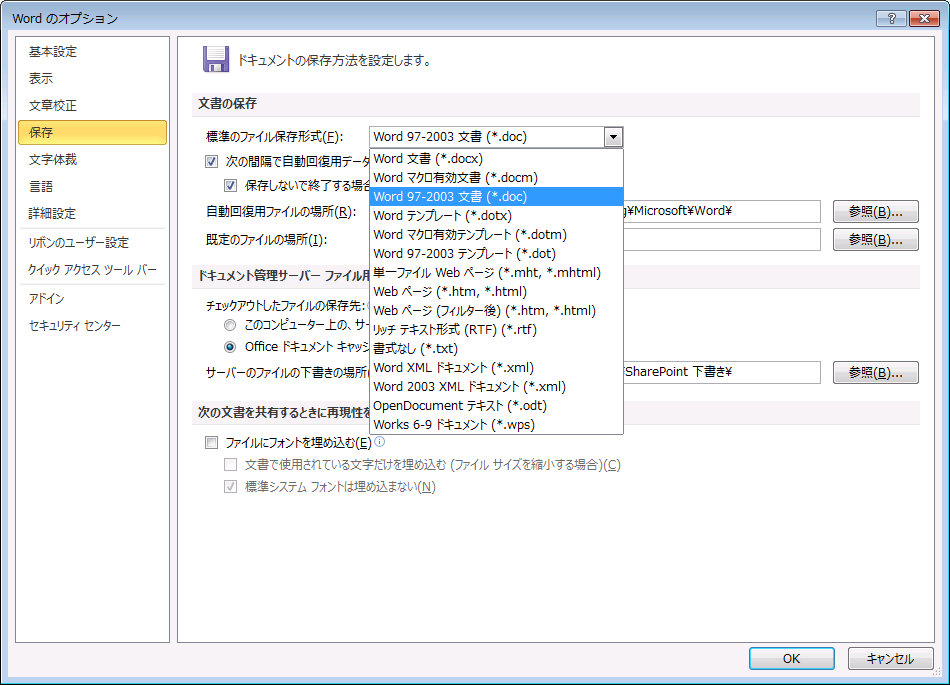 Word のオプション
基本設定
表示
文章校正
保存
文字体裁
言語
詳細設定
リボンのユーザー設定
クイック アクセス ツール バー
アドイン
セキュリティ センター
ドキュメントの保存方法を設定します。
文書の保存
標準のファイル保存形式(F):
Word 97-2003 文書 (*.doc)
次の間隔で自動回復用データ
保存しないで終了する場合
自動回復用ファイルの場所(R):
g¥Microsoft¥Word¥
参照(B)...
既定のファイルの場所(I):
参照(B)...
Word 文書 (*.docx)
Word マクロ有効文書 (*.docm)
Word 97-2003 文書 (*.doc)
Word テンプレート (*.dotx)
Word マクロ有効テンプレート (*.dotm)
Word 97-2003 テンプレート (*.dot)
単一ファイル Web ページ (*.mht, *.mhtml)
Web ページ (*.htm, *.html)
Web ページ (フィルター後) (*.htm, *.html)
リッチ テキスト形式 (RTF) (*.rtf)
書式なし (*.txt)
Word XML ドキュメント (*.xml)
Word 2003 XML ドキュメント (*.xml)
OpenDocument テキスト (*.odt)
Works 6-9 ドキュメント (*.wps)
ドキュメント管理サーバー ファイル用
チェックアウトしたファイルの保存先:
このコンピューター上の、サー
Office ドキュメント キャッシ
サーバーのファイルの下書きの場所(
SharePoint 下書き¥
参照(B)...
次の文書を共有するときに再現性を
ファイルにフォントを埋め込む(E)
文書で使用されている文字だけを埋め込む (ファイル サイズを縮小する場合)(C)
標準システム フォントは埋め込まない(N)
OK
キャンセル